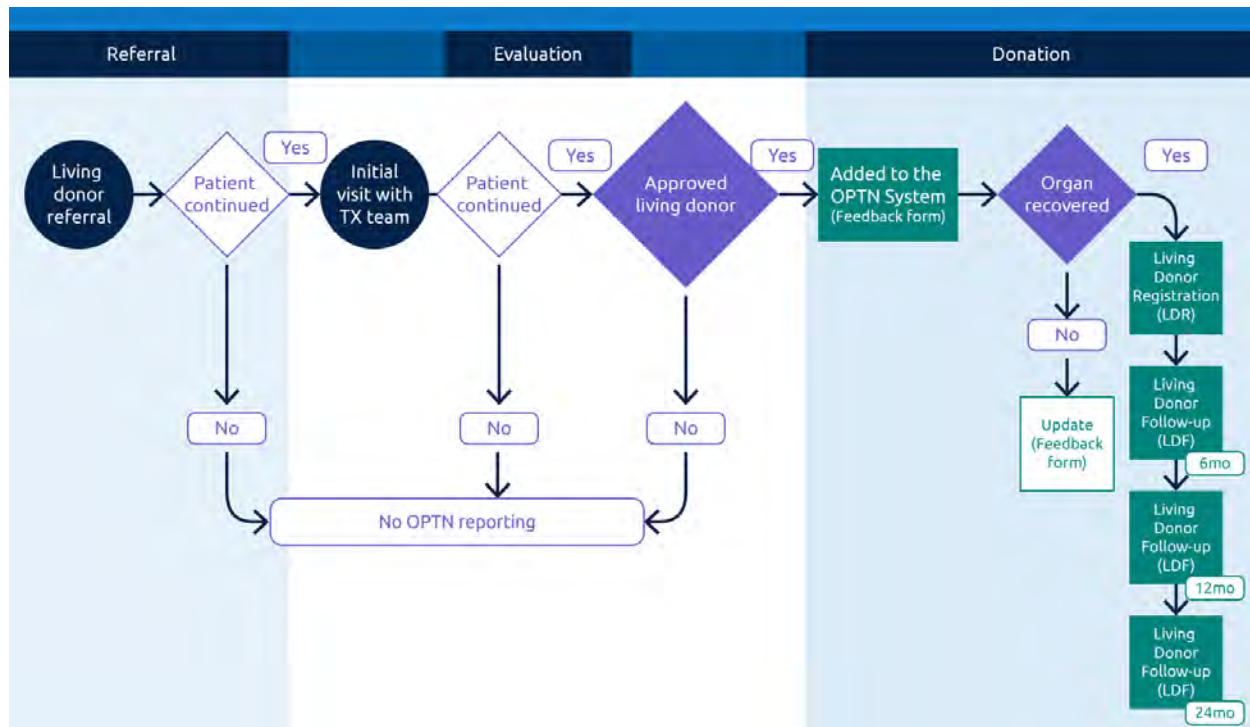 Referral
Evaluation
Donation
Living
donor
referral
Patient
continued
Yes
Initial
visit with
TX team
Patient
continued
Yes
Approved
living donor
Yes
Added to the
OPTN System
(Feedback form)
Organ
recovered
Yes
Living
Donor
Registration
(LDR)
No
Living
Donor
Follow-up
(LDF)
6mo
Update
(Feedback
form)
No
No
No
No OPTN reporting
Living
Donor
Follow-up
(LDF)
12mo
Living
Donor
Follow-up
(LDF)
24mo